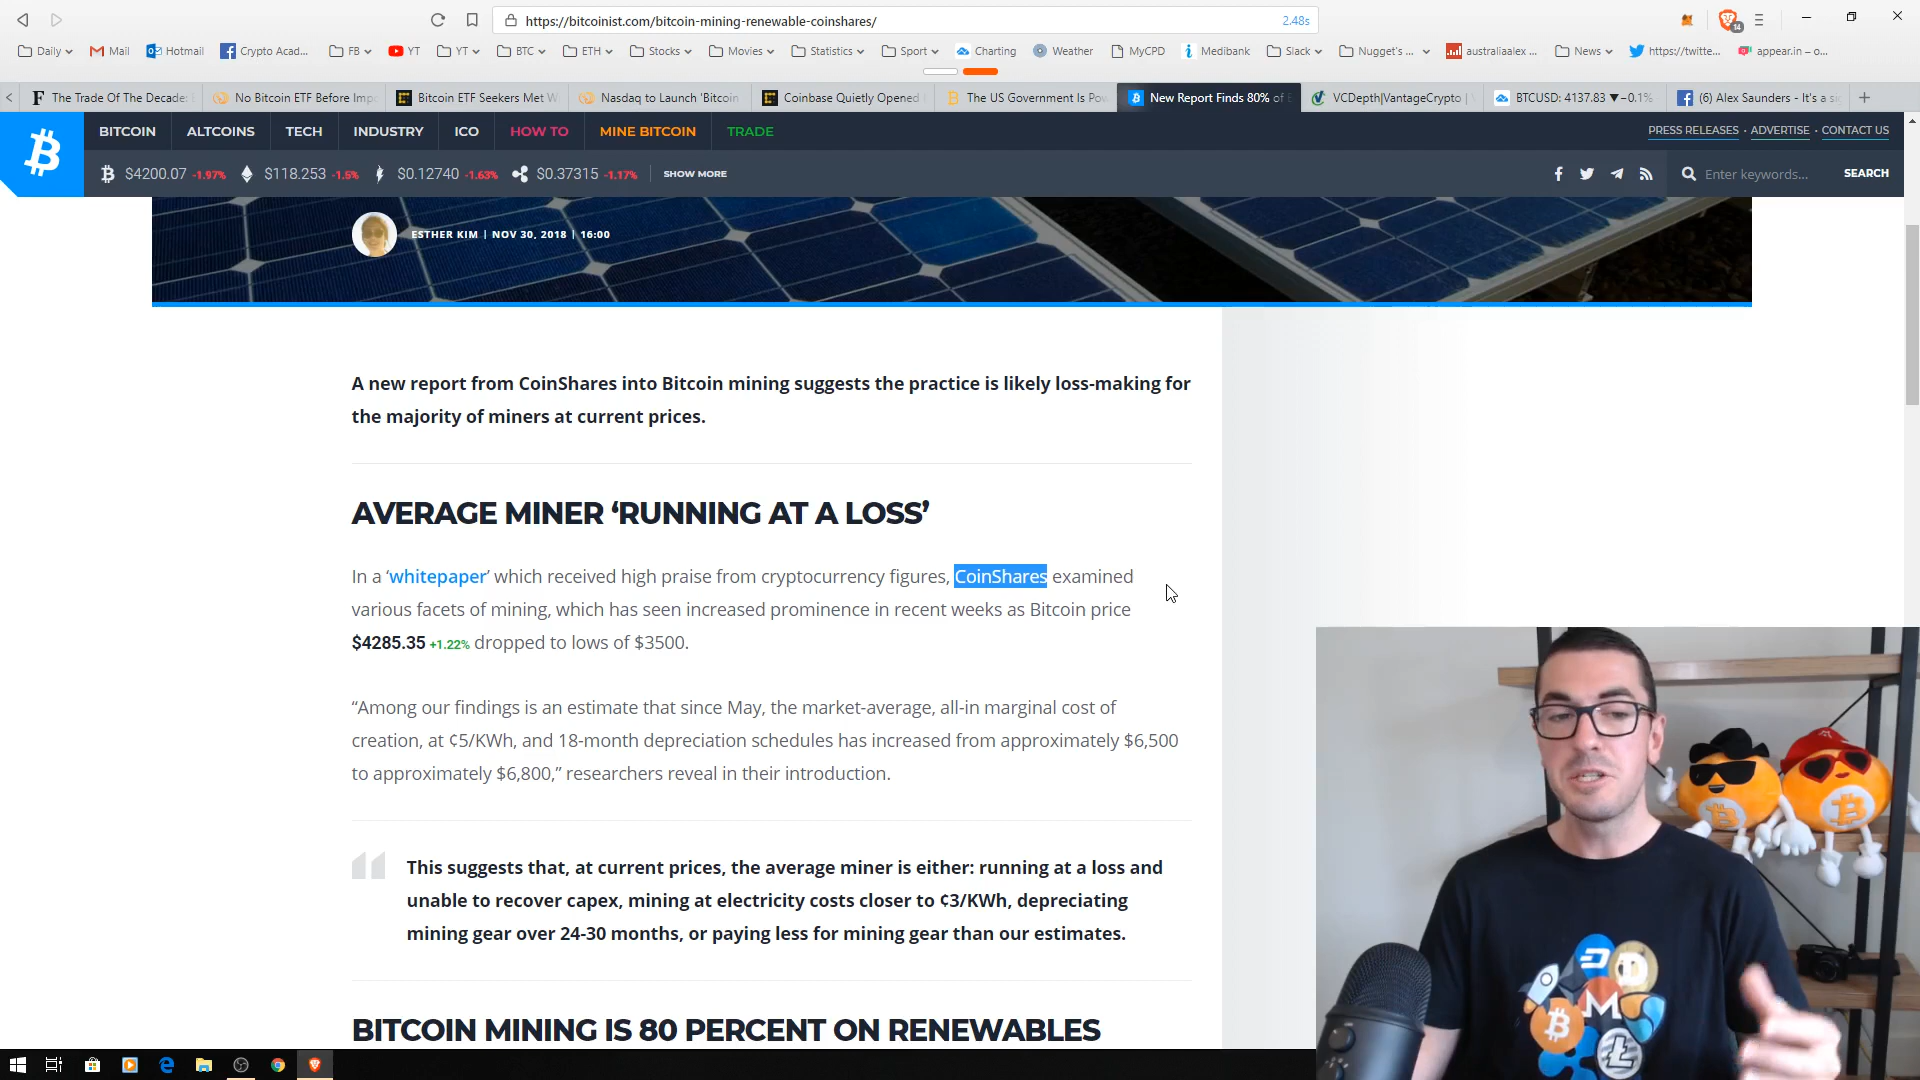 https://bitcoinist.com/bitcoin-mining-renewable-coinshares/
2.48s
14
Daily
Mail
Hotmail
Crypto Acad...
FB
YT
YT
BTC
ETH
Stocks
Movies
Statistics
Sport
Charting
Weather
MyCPD
Medibank
Slack
Nugget's ...
australiaalex ...
News
https://twitte...
appear.in – o...
The Trade Of The Decade:
No Bitcoin ETF Before Imp
Bitcoin ETF Seekers Met W
Nasdaq to Launch 'Bitcoin
Coinbase Quietly Opened
The US Government Is Po
New Report Finds 80% of
VCDepth|VantageCrypto |
BTCUSD: 4137.83 ▼−0.1%
(6) Alex Saunders - It's a si
BITCOIN
ALTCOINS
TECH
INDUSTRY
ICO
HOW TO
MINE BITCOIN
TRADE
PRESS RELEASES · ADVERTISE · CONTACT US
$4200.07 -1.97%
$118.253 -1.5%
$0.12740 -1.63%
$0.37315 -1.17%
SHOW MORE
Enter keywords...
SEARCH
ESTHER KIM | NOV 30, 2018 | 16:00
A new report from CoinShares into Bitcoin mining suggests the practice is likely loss-making for
the majority of miners at current prices.
AVERAGE MINER ‘RUNNING AT A LOSS’
In a ‘whitepaper’ which received high praise from cryptocurrency figures, CoinShares examined
various facets of mining, which has seen increased prominence in recent weeks as Bitcoin price
$4285.35 +1.22% dropped to lows of $3500.
“Among our findings is an estimate that since May, the market-average, all-in marginal cost of
creation, at ¢5/KWh, and 18-month depreciation schedules has increased from approximately $6,500
to approximately $6,800,” researchers reveal in their introduction.
This suggests that, at current prices, the average miner is either: running at a loss and
unable to recover capex, mining at electricity costs closer to ¢3/KWh, depreciating
mining gear over 24-30 months, or paying less for mining gear than our estimates.
BITCOIN MINING IS 80 PERCENT ON RENEWABLES